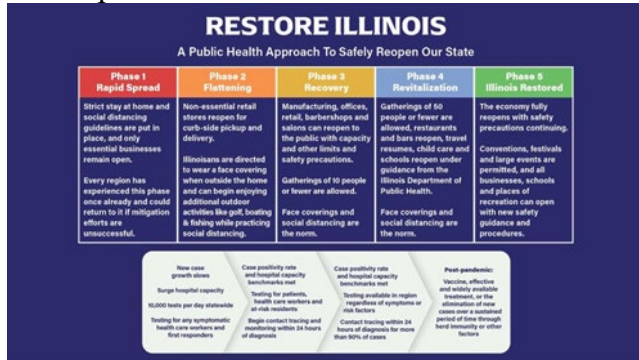 RESTORE ILLINOIS
A Public Health Approach To Safely Reopen Our State
Phase 1
Rapid Spread
Strict stay at home and
social distancing
guidelines are put in
place, and only
essential businesses
remain open.
Every region has
experienced this phase
once already and could
return to it if mitigation
efforts are
unsuccessful.
Phase 2
Flattening
Non-essential retail
stores reopen for
curb-side pickup and
delivery.
Illinoisans are directed
to wear a face covering
when outside the home
and can begin enjoying
additional outdoor
activities like golf, boating
& fishing while practicing
social distancing.
Phase 3
Recovery
Manufacturing, offices,
retail, barbershops and
salons can reopen to
the public with capacity
and other limits and
safety precautions.
Gatherings of 10 people
or fewer are allowed.
Face coverings and
social distancing are
the norm.
Phase 4
Revitalization
Gatherings of 50
people or fewer are
allowed, restaurants
and bars reopen, travel
resumes, child care and
schools reopen under
guidance from the
Illinois Department of
Public Health.
Face coverings and
social distancing are
the norm.
Phase 5
Illinois Restored
The economy fully
reopens with safety
precautions continuing.
Conventions, festivals
and large events are
permitted, and all
businesses, schools
and places of
recreation can open
with new safety
guidance and
procedures.
New case
growth slows
Surge hospital capacity
10,000 tests per day statewide
Testing for any symptomatic
health care workers and
first responders
Case positivity rate
and hospital capacity
benchmarks met
Testing for patients,
health care workers and
at-risk residents
Begin contact tracing and
monitoring within 24 hours
of diagnosis
Case positivity rate
and hospital capacity
benchmarks met
Testing available in region
regardless of symptoms or
risk factors
Contact tracing within 24
hours of diagnosis for more
than 90% of cases
Post-pandemic:
Vaccine, effective and
widely available
treatment, or the
elimination of new
cases over a sustained
period of time through
herd immunity or other
factors